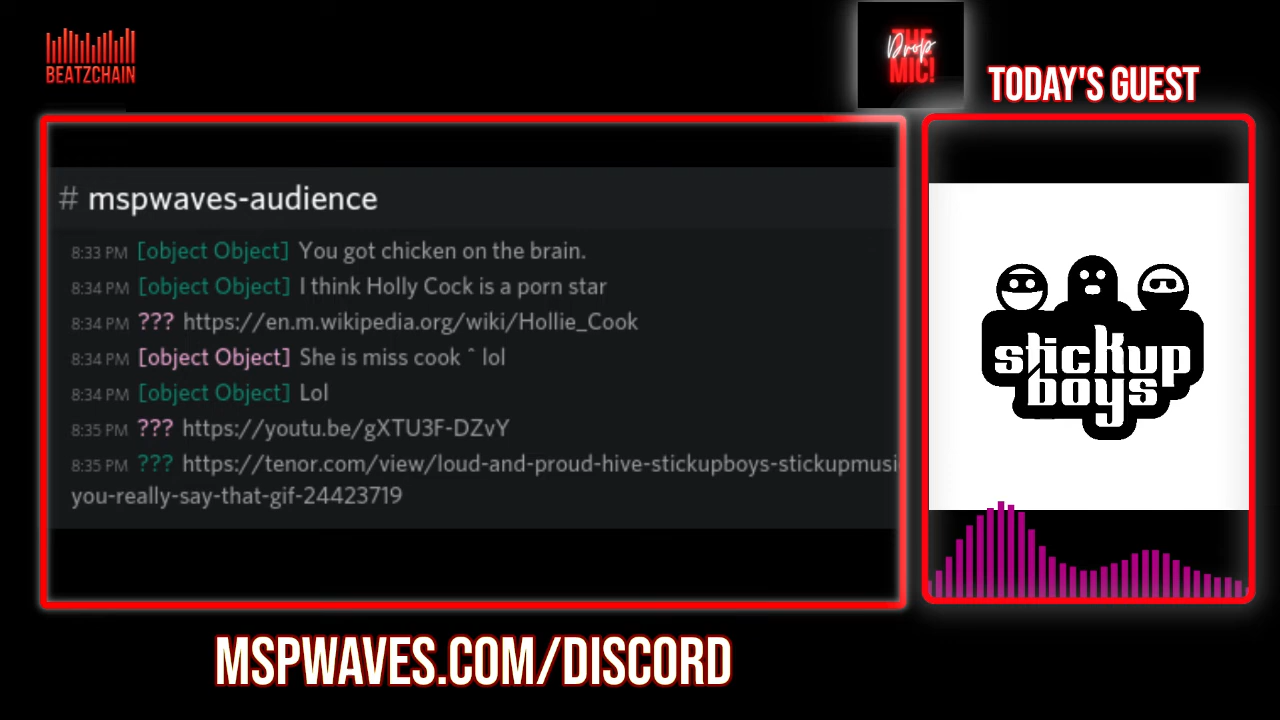 BEATZCHAIN
THE
Drop
MIC!
TODAY'S GUEST
# mspwaves-audience
8:33 PM [object Object] You got chicken on the brain.
8:34 PM [object Object] I think Holly Cock is a porn star
8:34 PM ??? https://en.m.wikipedia.org/wiki/Hollie_Cook
8:34 PM [object Object] She is miss cook ^ lol
8:34 PM [object Object] Lol
8:35 PM ??? https://youtu.be/gXTU3F-DZvY
8:35 PM ??? https://tenor.com/view/loud-and-proud-hive-stickupboys-stickupmusi
you-really-say-that-gif-24423719
stickup
boys
MSPWAVES.COM/DISCORD